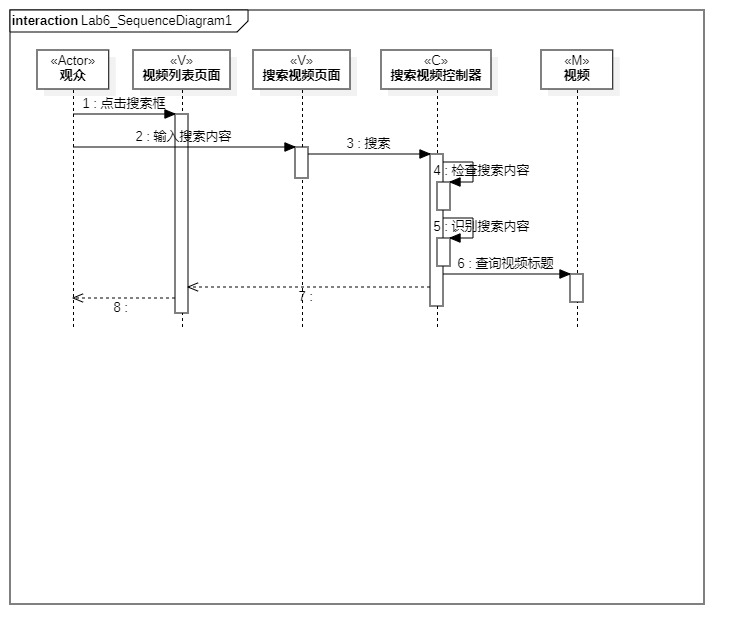 interaction Lab6_SequenceDiagram1
«Actor»
观众
«V»
视频列表页面
«V»
搜索视频页面
«C»
搜索视频控制器
«M»
视频
1 : 点击搜索框
2 : 输入搜索内容
3 : 搜索
4 : 检查搜索内容
5 : 识别搜索内容
6 : 查询视频标题
7 :
8 :